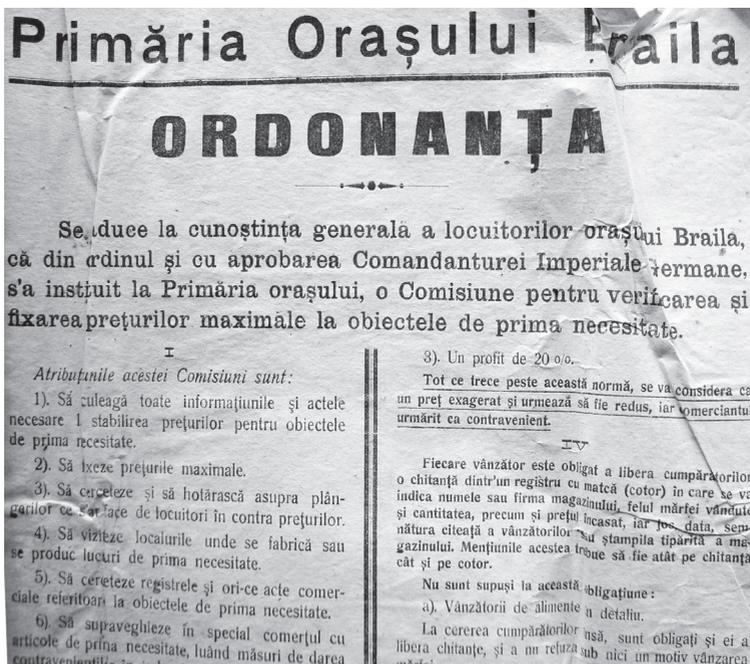 Primăria Orașului Braila
ORDONANȚA
Se aduce la cunoștința generală a locuitorilor orașului Braila,
că din ordinul și cu aprobarea Comandanturei Imperiale germane,
s'a instituit la Primăria orașului, o Comisiune pentru verificarea și
fixarea prețurilor maximale la obiectele de prima necesitate.
I
Atribuțiunile acestei Comisiuni sunt:
1). Să culeagă toate informațiunile și actele
necesare stabilirea prețurilor pentru obiectele
de prima necesitate.
2). Să fixeze prețurile maximale.
3). Să cerceteze și să hotărască asupra plân-
gerilor ce s'ar face de locuitori în contra prețurilor.
4). Să viziteze localurile unde se fabrică sau
se produc lucruri de prima necesitate.
5). Să cerceteze registrele și ori-ce acte comer-
ciale referitoare la obiectele de prima necesitate.
6). Să supravegheze în special comerțul cu
articole de prima necesitate, luând măsuri de darea
3). Un profit de 20 o/o.
Tot ce trece peste această normă, se va considera ca
un preț exagerat și urmează să fie redus, iar comerciantul
urmărit ca contravenient.
IV
Fiecare vânzător este obligat a libera cumpărătorilor
o chitanță dintr'un registru cu matcă (cotor) în care se va
indica numele sau firma magazinului, felul mărfei vândute
și cantitatea, precum și prețul incasat, iar jos, data, sem-
nătura citeață a vânzătorilor sau ștampila tipărită a ma-
gazinului. Mențiunile acestea trebue să fie atât pe chitanță
cât și pe cotor.
Nu sunt supuși la această obligațiune:
a). Vânzătorii de alimente în detaliu.
La cererea cumpărătorilor însă, sunt obligați și ei a
libera chitanțe, și a nu refuza sub nici un motiv vânzarea